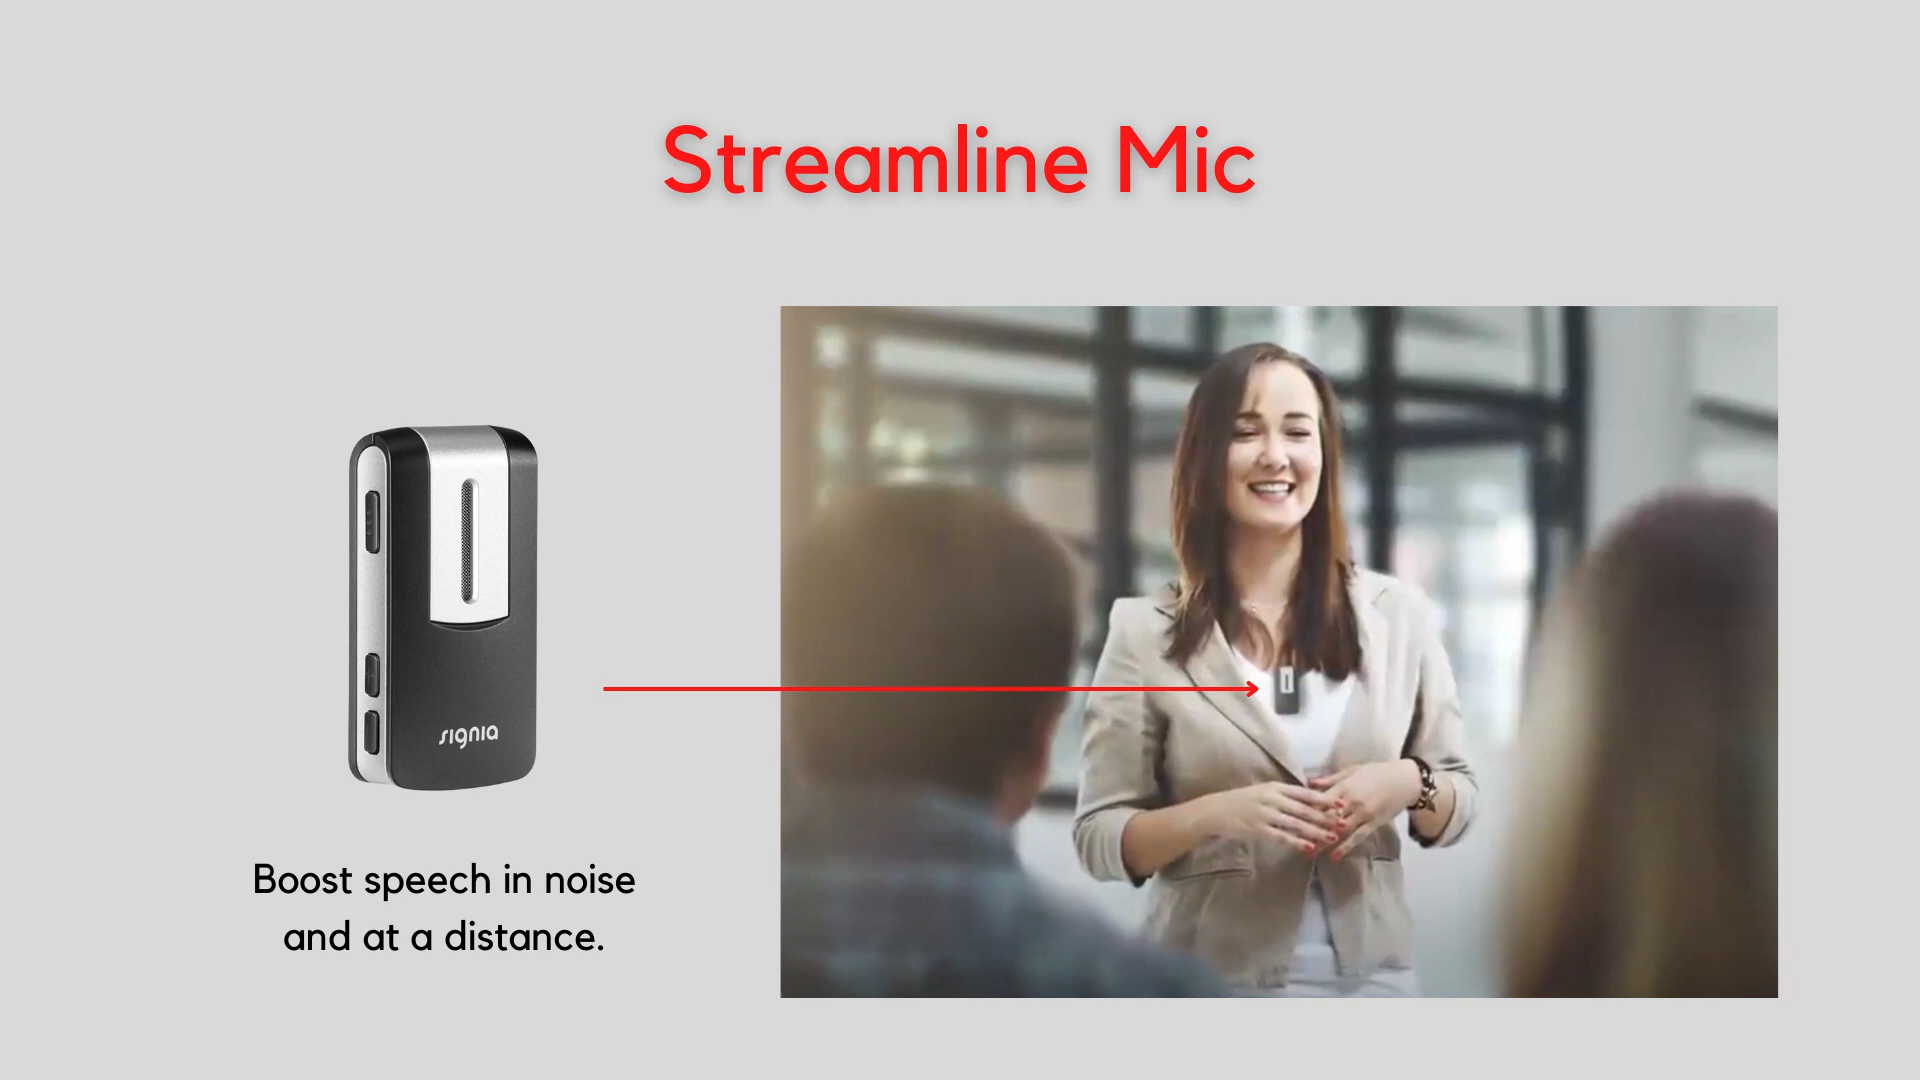 Streamline Mic
signia
Boost speech in noise
and at a distance.